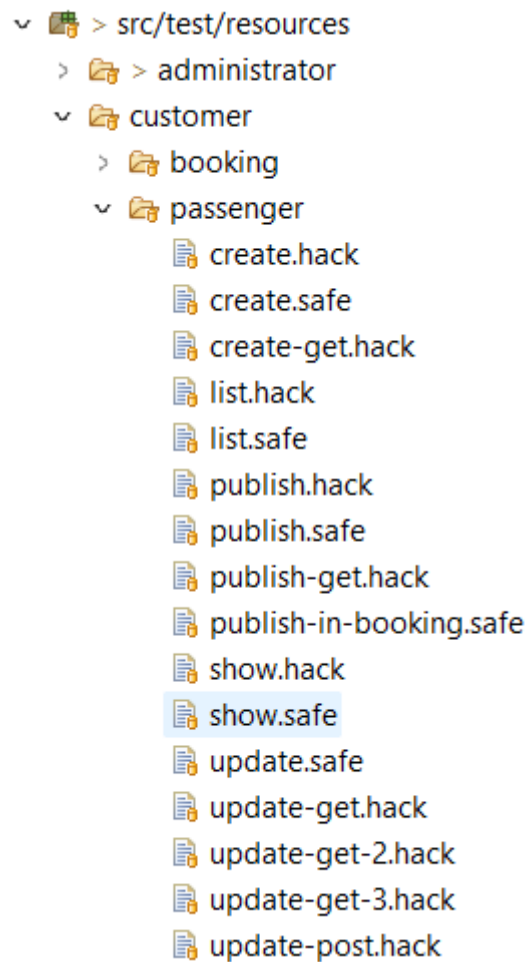 > src/test/resources
> administrator
customer
booking
passenger
create.hack
create.safe
create-get.hack
list.hack
list.safe
publish.hack
publish.safe
publish-get.hack
publish-in-booking.safe
show.hack
show.safe
update.safe
update-get.hack
update-get-2.hack
update-get-3.hack
update-post.hack